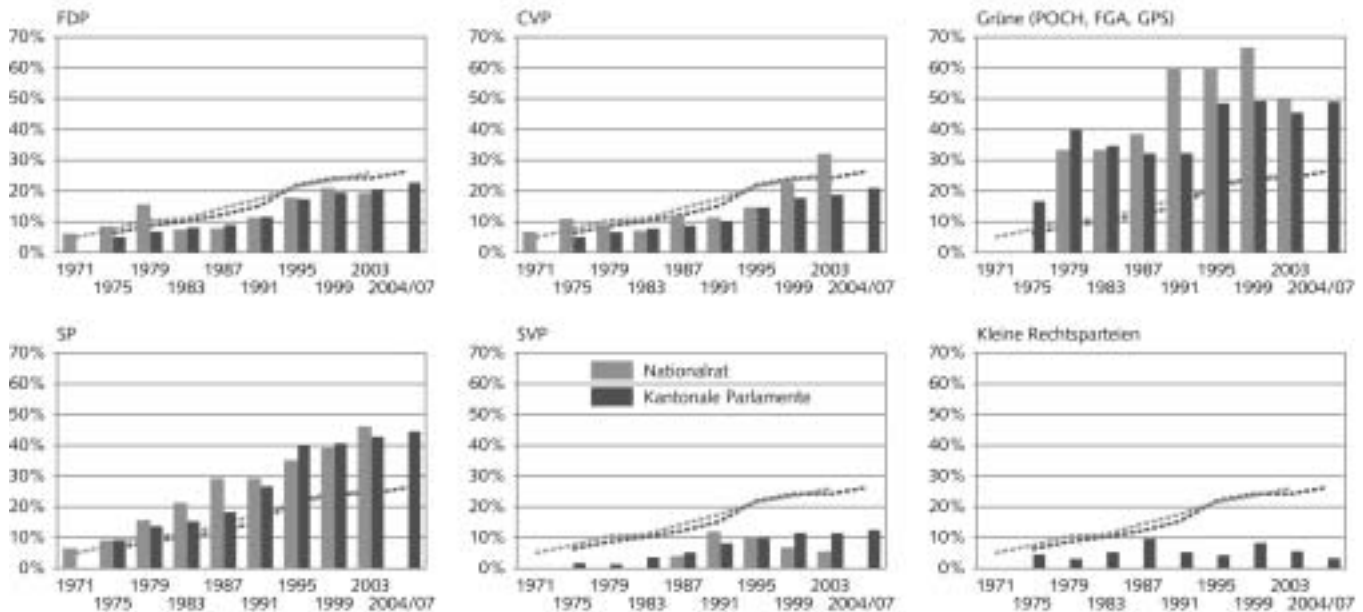 FDP
70%
60%
50%
40%
30%
20%
10%
0%
1971 1979 1987 1995 2003
1975 1983 1991 1999 2004/07
CVP
70%
60%
50%
40%
30%
20%
10%
0%
1971 1979 1987 1995 2003
1975 1983 1991 1999 2004/07
Grüne (POCH, FGA, GPS)
70%
60%
50%
40%
30%
20%
10%
0%
1971 1979 1987 1995 2003
1975 1983 1991 1999 2004/07
SP
70%
60%
50%
40%
30%
20%
10%
0%
1971 1979 1987 1995 2003
1975 1983 1991 1999 2004/07
SVP
70%
60%
50%
40%
30%
20%
10%
0%
Nationalrat
Kantonale Parlamente
1971 1979 1987 1995 2003
1975 1983 1991 1999 2004/07
Kleine Rechtsparteien
70%
60%
50%
40%
30%
20%
10%
0%
1971 1979 1987 1995 2003
1975 1983 1991 1999 2004/07